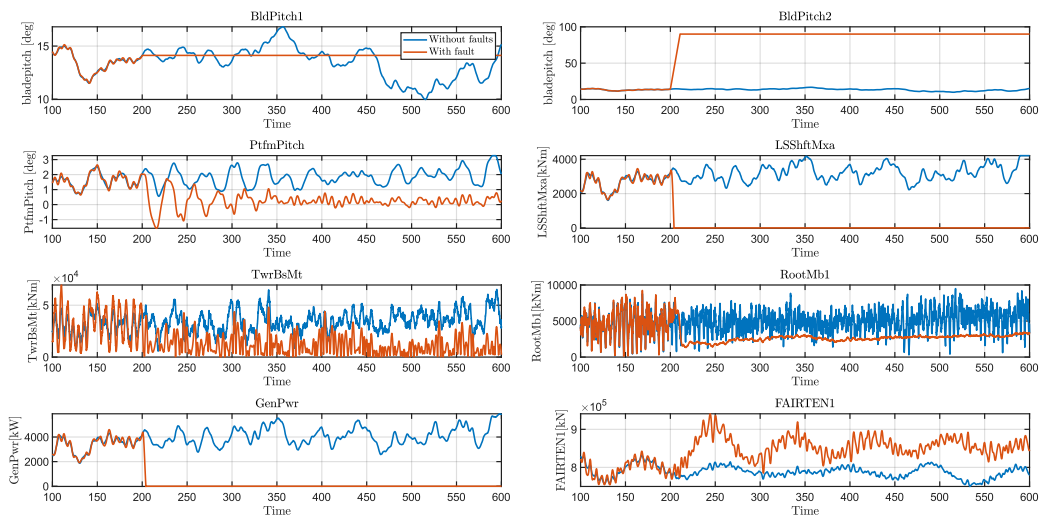 BldPitch1
bladepitch [deg]
15
10
Without faults
With fault
100 150 200 250 300 350 400 450 500 550 600
Time
BldPitch2
bladepitch [deg]
100
50
0
100 150 200 250 300 350 400 450 500 550 600
Time
PtfmPitch
PtfmPitch [deg]
3
2
1
0
-1
100 150 200 250 300 350 400 450 500 550 600
Time
LSShftMxa
LSShftMxa[kNm]
4000
2000
0
100 150 200 250 300 350 400 450 500 550 600
Time
TwrBsMt
×10⁴
TwrBsMt[kNm]
5
0
100 150 200 250 300 350 400 450 500 550 600
Time
RootMb1
RootMb1[kNm]
10000
5000
0
100 150 200 250 300 350 400 450 500 550 600
Time
GenPwr
GenPwr[kW]
4000
2000
0
100 150 200 250 300 350 400 450 500 550 600
Time
FAIRTEN1
×10⁵
FAIRTEN1[kN]
9
8
100 150 200 250 300 350 400 450 500 550 600
Time